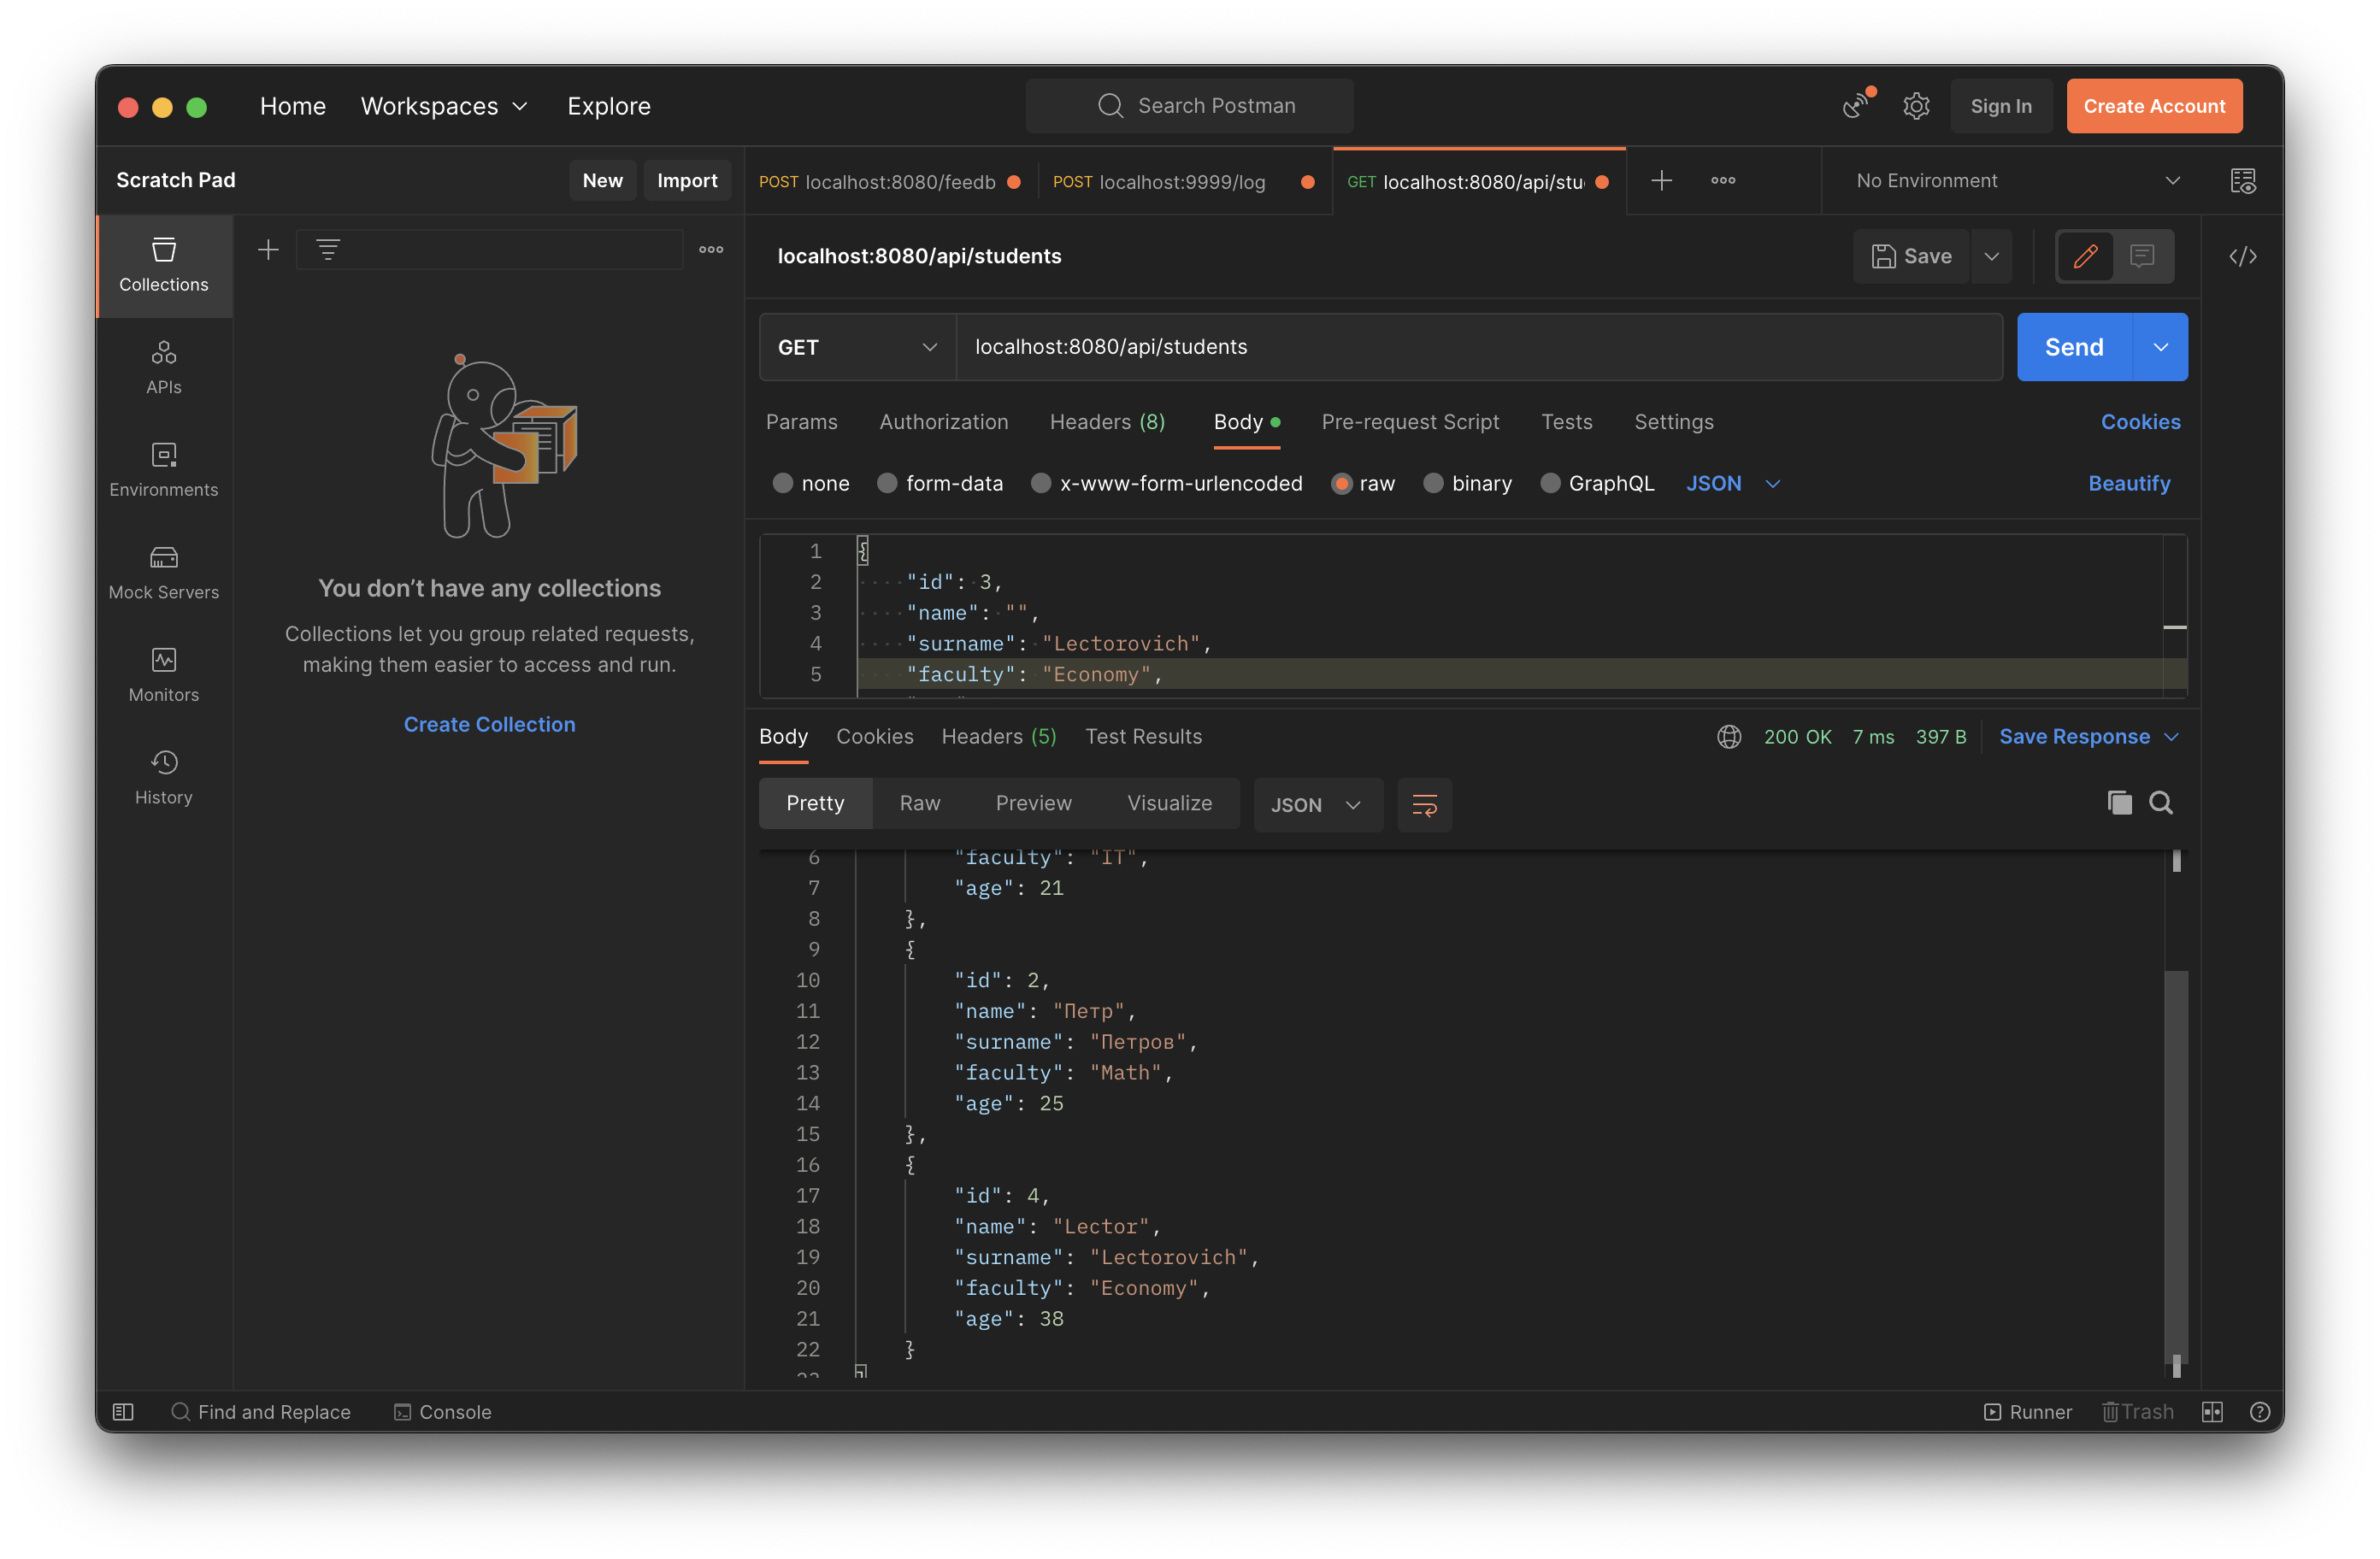 Home Workspaces Explore Search Postman Sign In Create Account
Scratch Pad New Import POST localhost:8080/feedb POST localhost:9999/log GET localhost:8080/api/stu No Environment
localhost:8080/api/students Save
Collections
GET localhost:8080/api/students Send
APIs
Params Authorization Headers (8) Body Pre-request Script Tests Settings Cookies
Environments
none form-data x-www-form-urlencoded raw binary GraphQL JSON Beautify
1 {
2 "id": 3,
3 "name": "",
4 "surname": "Lectorovich",
5 "faculty": "Economy",
Mock Servers
Monitors
History
You don’t have any collections
Collections let you group related requests,
making them easier to access and run.
Create Collection
Body Cookies Headers (5) Test Results 200 OK 7 ms 397 B Save Response
Pretty Raw Preview Visualize JSON
6 "faculty": "IT",
7 "age": 21
8 },
9 {
10 "id": 2,
11 "name": "Петр",
12 "surname": "Петров",
13 "faculty": "Math",
14 "age": 25
15 },
16 {
17 "id": 4,
18 "name": "Lector",
19 "surname": "Lectorovich",
20 "faculty": "Economy",
21 "age": 38
22 }
Find and Replace Console Runner Trash